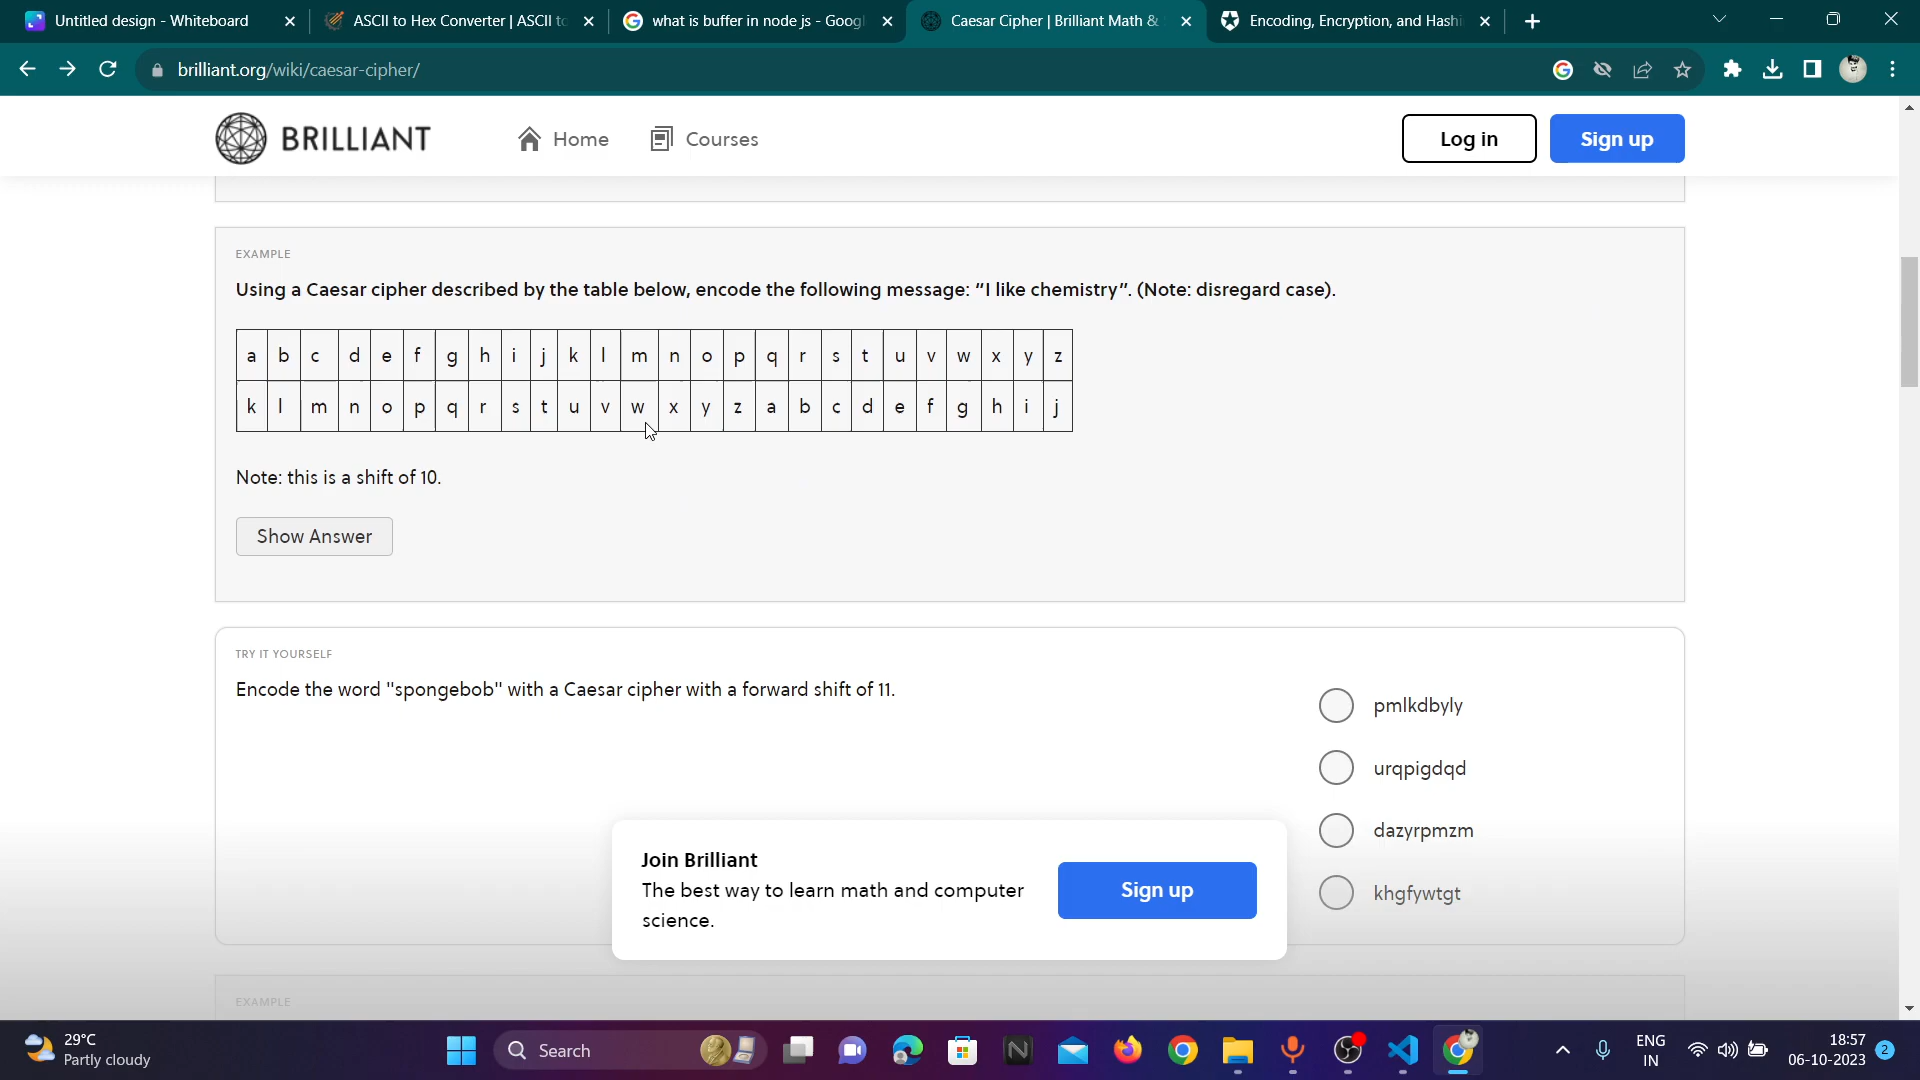 Untitled design - Whiteboard
ASCII to Hex Converter | ASCII to
what is buffer in node js - Googl
Caesar Cipher | Brilliant Math &
Encoding, Encryption, and Hashi
brilliant.org/wiki/caesar-cipher/
BRILLIANT
Home
Courses
Log in
Sign up
EXAMPLE
Using a Caesar cipher described by the table below, encode the following message: “I like chemistry”. (Note: disregard case).
a b c d e f g h i j k l m n o p q r s t u v w x y z
k l m n o p q r s t u v w x y z a b c d e f g h i j
Note: this is a shift of 10.
Show Answer
TRY IT YOURSELF
Encode the word "spongebob" with a Caesar cipher with a forward shift of 11.
pmlkdbyly
urqpigdqd
dazyrpmzm
khgfywtgt
Join Brilliant
The best way to learn math and computer
science.
Sign up
EXAMPLE
29°C
Partly cloudy
Search
ENG
IN
18:57
06-10-2023
2